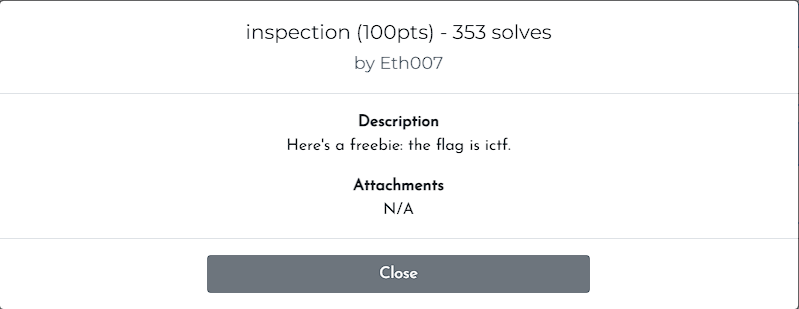 inspection (100pts) - 353 solves
by Eth007
Description
Here's a freebie: the flag is ictf.
Attachments
N/A
Close